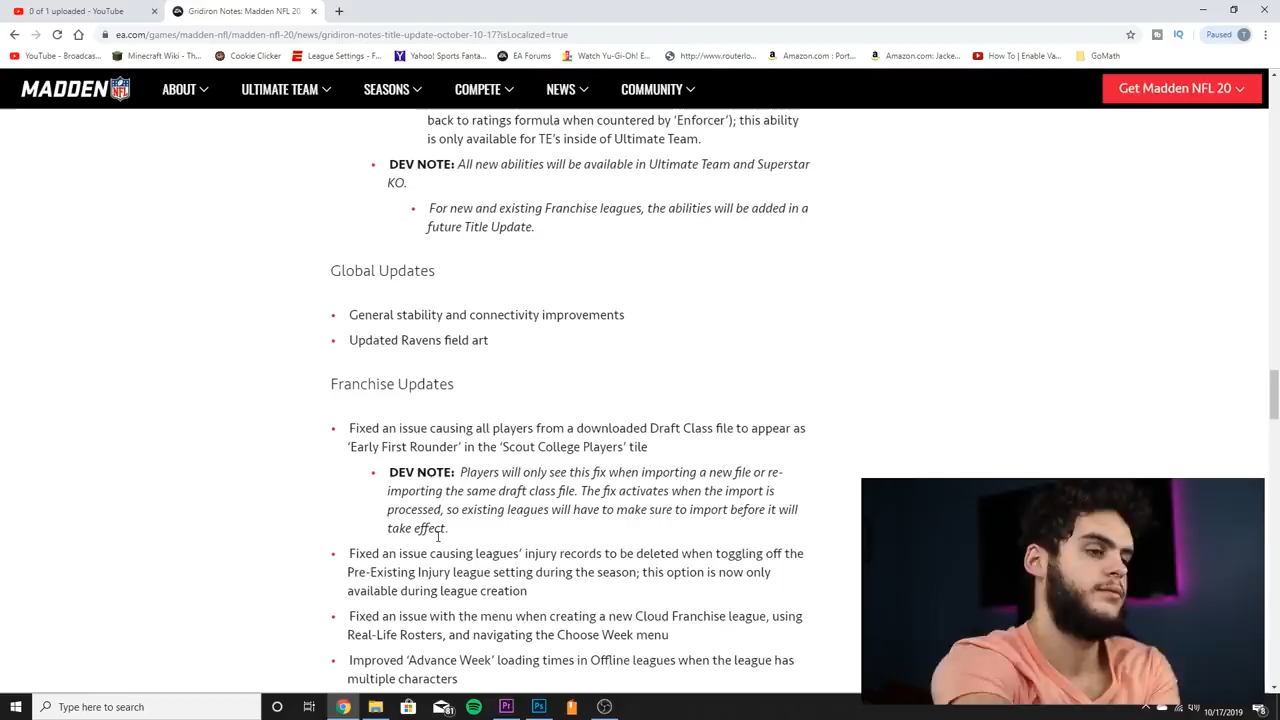 0 of 1 uploaded - YouTube
Gridiron Notes: Madden NFL 20
ea.com/games/madden-nfl/madden-nfl-20/news/gridiron-notes-title-update-october-10-17?isLocalized=true
Paused
YouTube - Broadcas...
Minecraft Wiki - Th...
Cookie Clicker
League Settings - F...
Yahoo! Sports Fanta...
EA Forums
Watch Yu-Gi-Oh! E...
http://www.routerlo...
Amazon.com : Port...
Amazon.com: Jacke...
How To | Enable Va...
GoMath
MADDEN NFL
ABOUT
ULTIMATE TEAM
SEASONS
COMPETE
NEWS
COMMUNITY
Get Madden NFL 20
back to ratings formula when countered by 'Enforcer'); this ability
is only available for TE's inside of Ultimate Team.
• DEV NOTE: All new abilities will be available in Ultimate Team and Superstar
KO.
• For new and existing Franchise leagues, the abilities will be added in a
future Title Update.
Global Updates
• General stability and connectivity improvements
• Updated Ravens field art
Franchise Updates
• Fixed an issue causing all players from a downloaded Draft Class file to appear as
'Early First Rounder' in the 'Scout College Players' tile
• DEV NOTE: Players will only see this fix when importing a new file or re-
importing the same draft class file. The fix activates when the import is
processed, so existing leagues will have to make sure to import before it will
take effect.
• Fixed an issue causing leagues' injury records to be deleted when toggling off the
Pre-Existing Injury league setting during the season; this option is now only
available during league creation
• Fixed an issue with the menu when creating a new Cloud Franchise league, using
Real-Life Rosters, and navigating the Choose Week menu
• Improved 'Advance Week' loading times in Offline leagues when the league has
multiple characters
Type here to search
10/17/2019